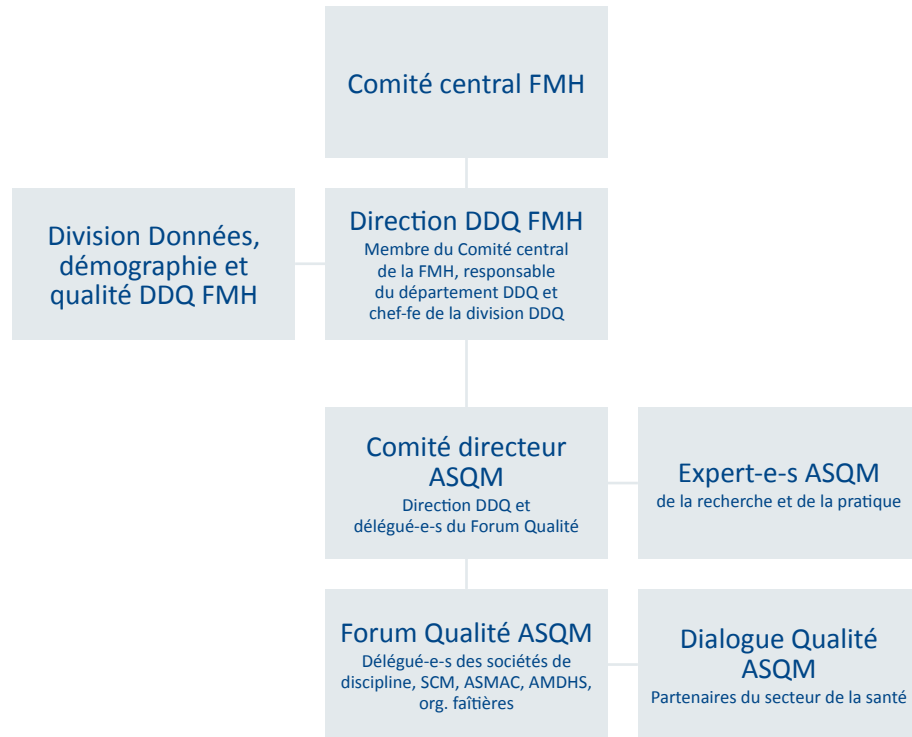 Comité central FMH
Division Données,
démographie et
qualité DDQ FMH
Direction DDQ FMH
Membre du Comité central
de la FMH, responsable
du département DDQ et
chef-fe de la division DDQ
Comité directeur
ASQM
Direction DDQ et
délégué-e-s du Forum Qualité
Expert-e-s ASQM
de la recherche et de la pratique
Forum Qualité ASQM
Délégué-e-s des sociétés de
discipline, SCM, ASMAC, AMDHS,
org. faîtières
Dialogue Qualité
ASQM
Partenaires du secteur de la santé